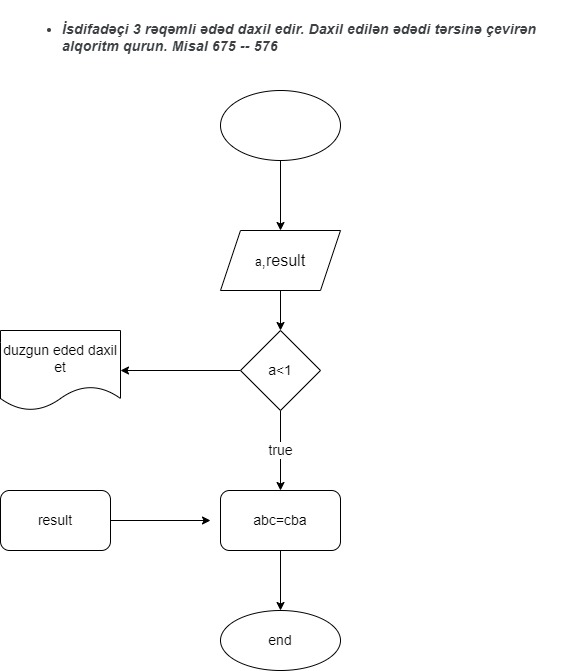 İsdifadəçi 3 rəqəmli ədəd daxil edir. Daxil edilən ədədi tərsinə çevirən
alqoritm qurun. Misal 675 -- 576
a,result
duzgun eded daxil
et
a<1
true
result
abc=cba
end